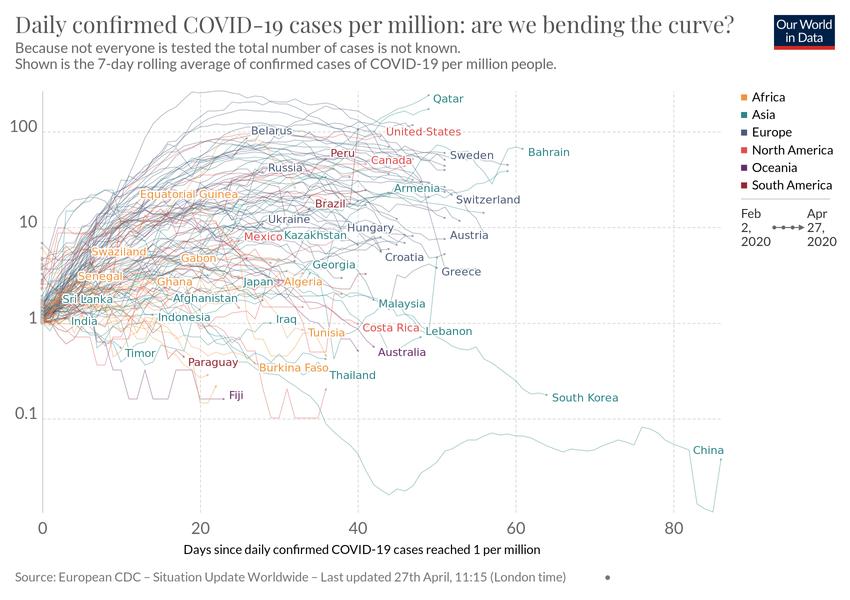 Daily confirmed COVID-19 cases per million: are we bending the curve?
Because not everyone is tested the total number of cases is not known.
Shown is the 7-day rolling average of confirmed cases of COVID-19 per million people.
Our World
in Data
Africa
Asia
Europe
North America
Oceania
South America
Feb
2,
2020
Apr
27,
2020
100
10
1
0.1
Qatar
Belarus
United States
Peru
Canada
Sweden
Bahrain
Russia
Equatorial Guinea
Armenia
Brazil
Switzerland
Ukraine
Hungary
Mexico
Kazakhstan
Austria
Swaziland
Gabon
Croatia
Georgia
Greece
Senegal
Ghana
Japan
Algeria
Sri Lanka
Afghanistan
Malaysia
India
Indonesia
Iraq
Tunisia
Costa Rica
Lebanon
Timor
Australia
Paraguay
Burkina Faso
Thailand
Fiji
South Korea
China
0
20
40
60
80
Days since daily confirmed COVID-19 cases reached 1 per million
Source: European CDC – Situation Update Worldwide – Last updated 27th April, 11:15 (London time)